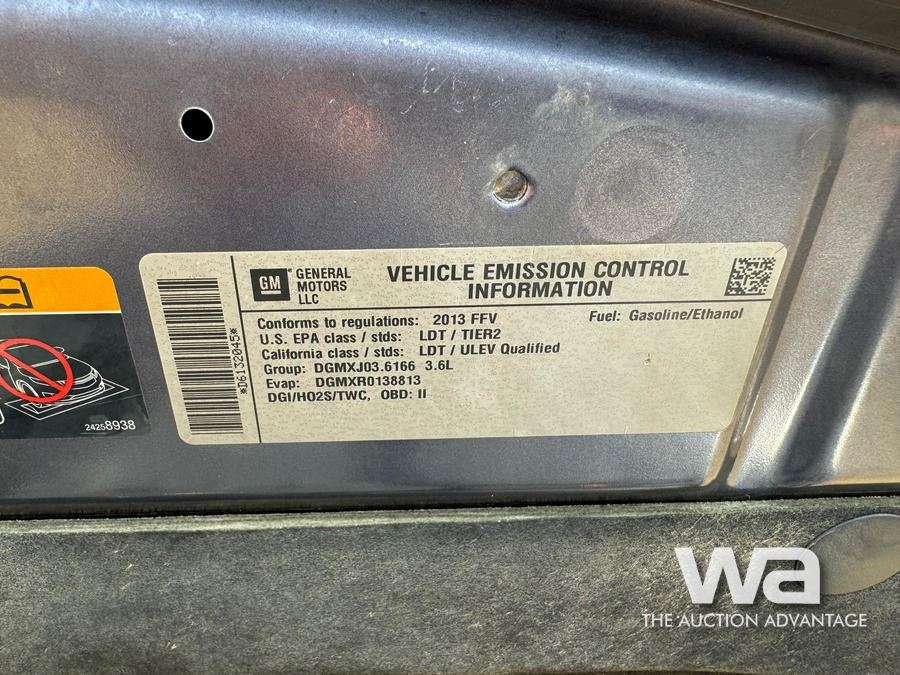 GM
GENERAL
MOTORS
LLC
VEHICLE EMISSION CONTROL
INFORMATION
Conforms to regulations: 2013 FFV
Fuel: Gasoline/Ethanol
U.S. EPA class / stds: LDT / TIER2
California class / stds: LDT / ULEV Qualified
Group: DGMXJ03.6166 3.6L
Evap: DGMXR0138813
DGI/HO2S/TWC, OBD: II
*D6132045*
24258938
wa
THE AUCTION ADVANTAGE